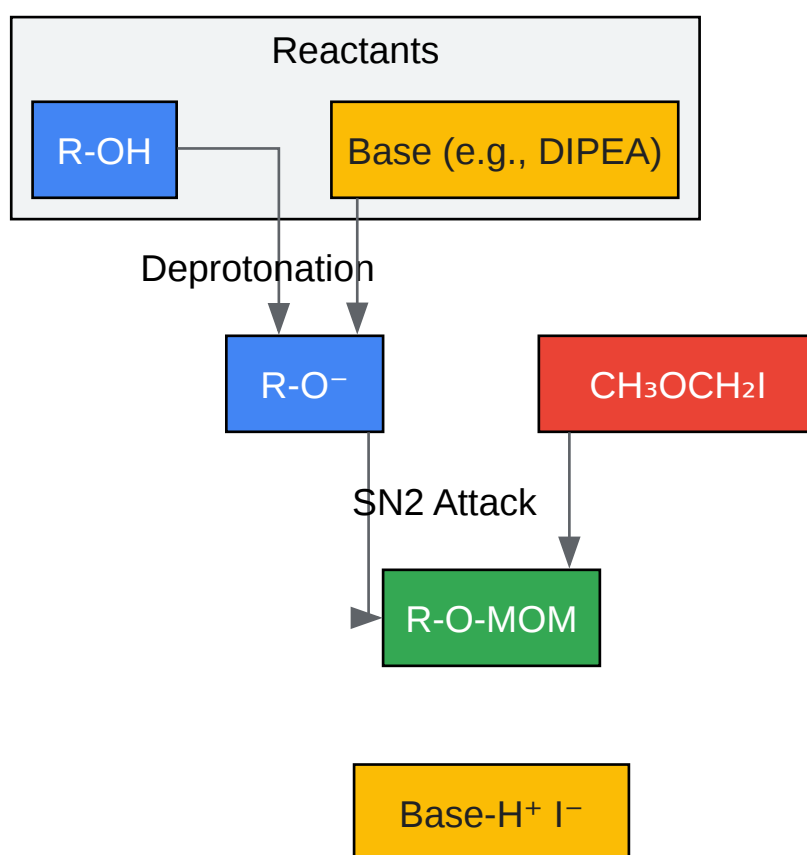 Reactants
R-OH
Base (e.g., DIPEA)
Deprotonation
R-O⁻
CH₃OCH₂I
SN2 Attack
R-O-MOM
Base-H⁺ I⁻